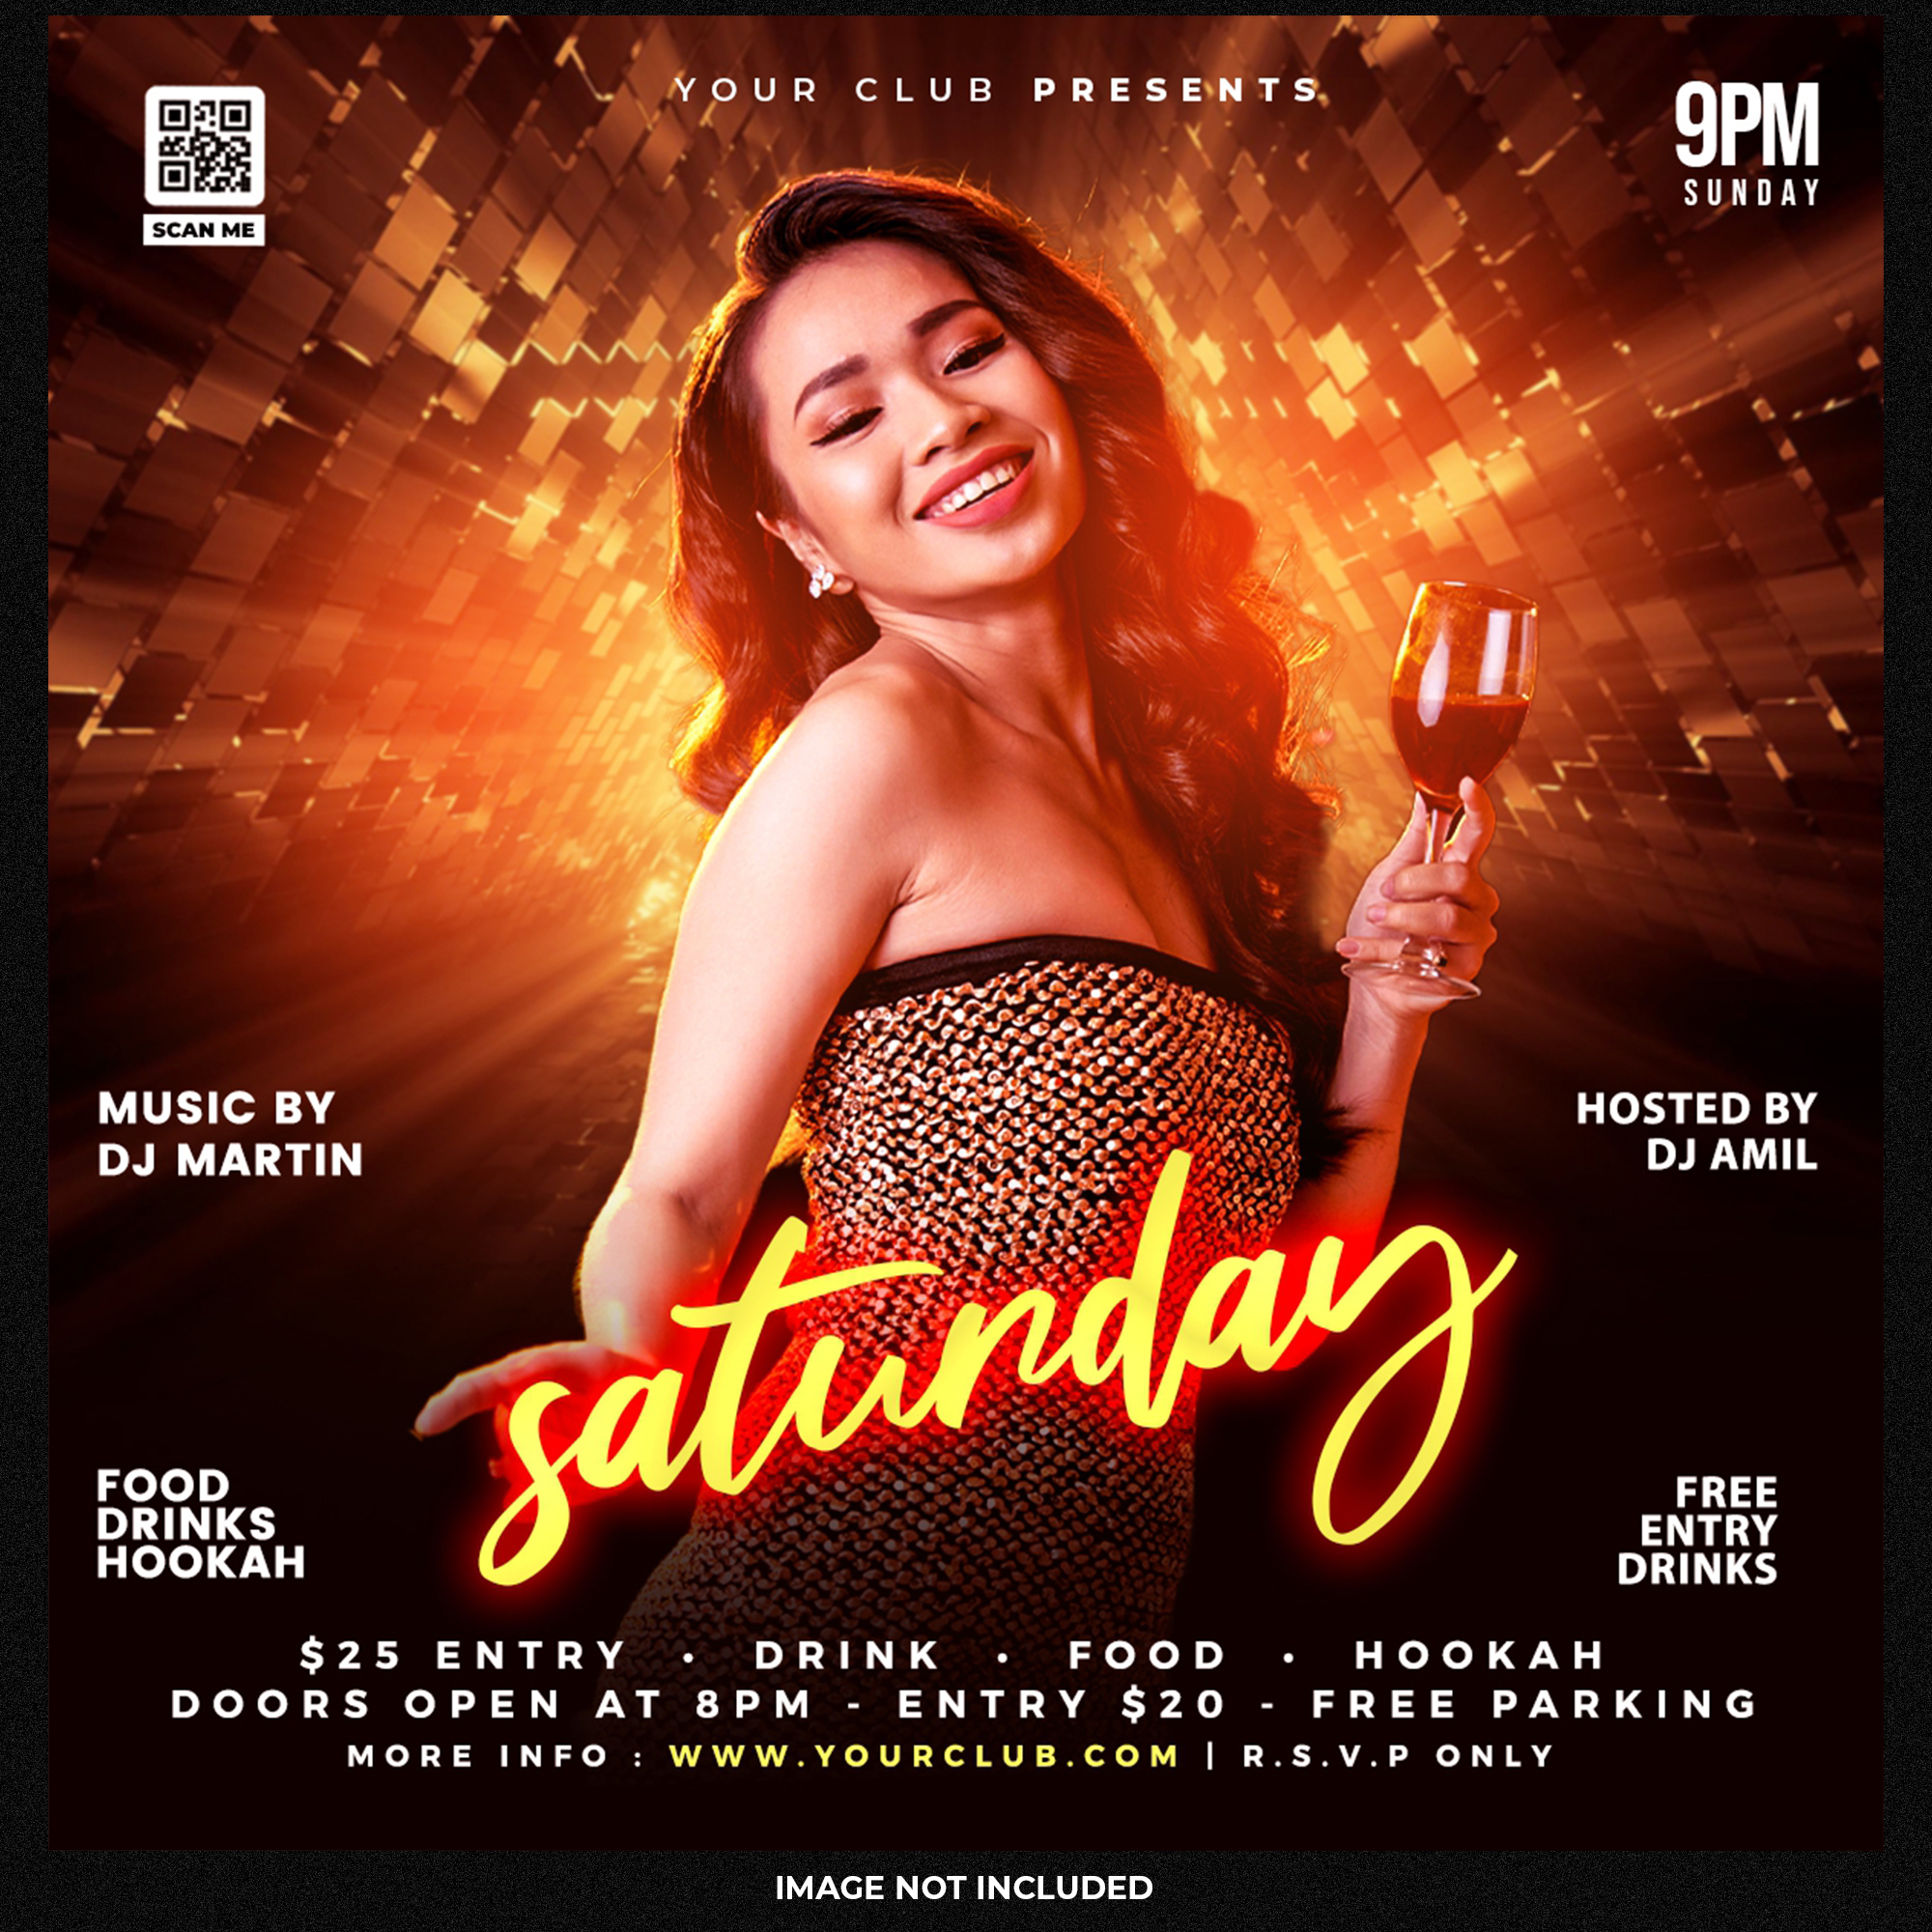 YOUR CLUB PRESENTS
SCAN ME
9PM
SUNDAY
MUSIC BY
DJ MARTIN
HOSTED BY
DJ AMIL
saturday
FOOD
DRINKS
HOOKAH
FREE
ENTRY
DRINKS
$25 ENTRY • DRINK • FOOD • HOOKAH
DOORS OPEN AT 8PM - ENTRY $20 - FREE PARKING
MORE INFO : WWW.YOURCLUB.COM | R.S.V.P ONLY
IMAGE NOT INCLUDED